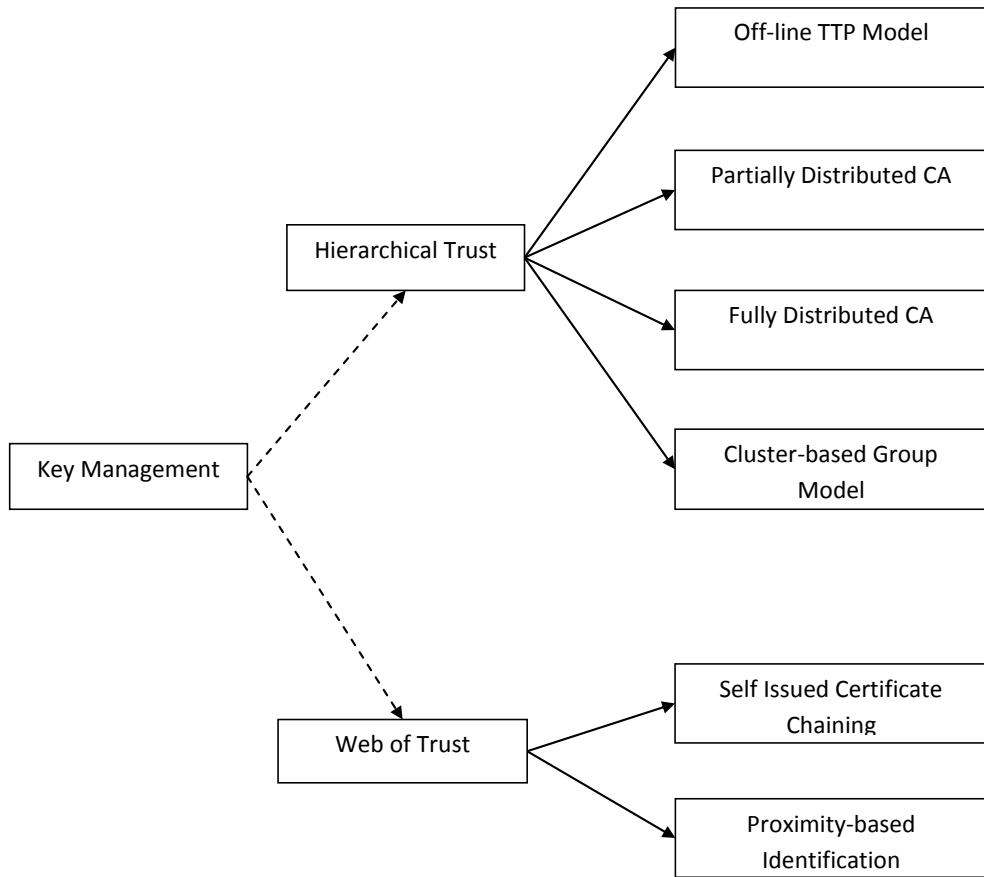 Off-line TTP Model
Partially Distributed CA
Hierarchical Trust
Fully Distributed CA
Cluster-based Group
Model
Key Management
Self Issued Certificate
Chaining
Web of Trust
Proximity-based
Identification